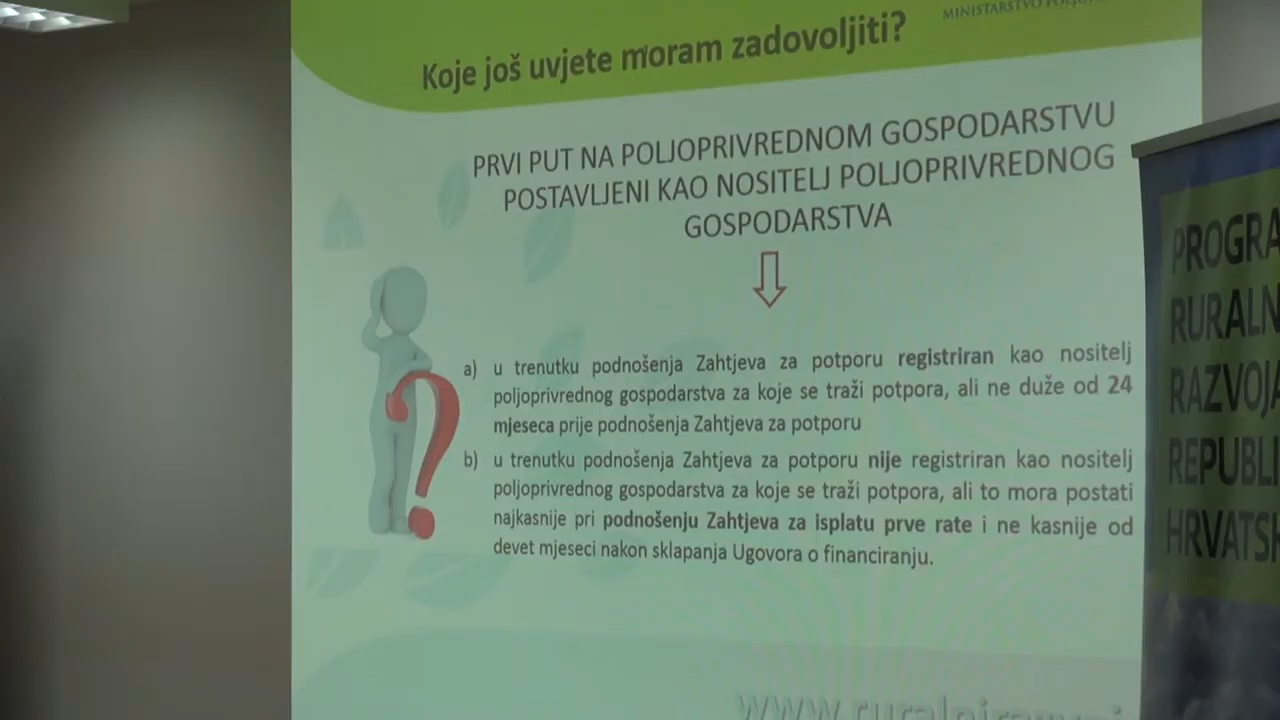 Koje još uvjete moram zadovoljiti?
PRVI PUT NA POLJOPRIVREDNOM GOSPODARSTVU
POSTAVLJENI KAO NOSITELJ POLJOPRIVREDNOG
GOSPODARSTVA
a) u trenutku podnošenja Zahtjeva za potporu registriran kao nositelj
poljoprivrednog gospodarstva za koje se traži potpora, ali ne duže od 24
mjeseca prije podnošenja Zahtjeva za potporu
b) u trenutku podnošenja Zahtjeva za potporu nije registriran kao nositelj
poljoprivrednog gospodarstva za koje se traži potpora, ali to mora postati
najkasnije pri podnošenju Zahtjeva za isplatu prve rate i ne kasnije od
devet mjeseci nakon sklapanja Ugovora o financiranju.
MINISTARSTVO
PROGRA
RURALN
RAZVOJA
REPUBLI
HRVATSK